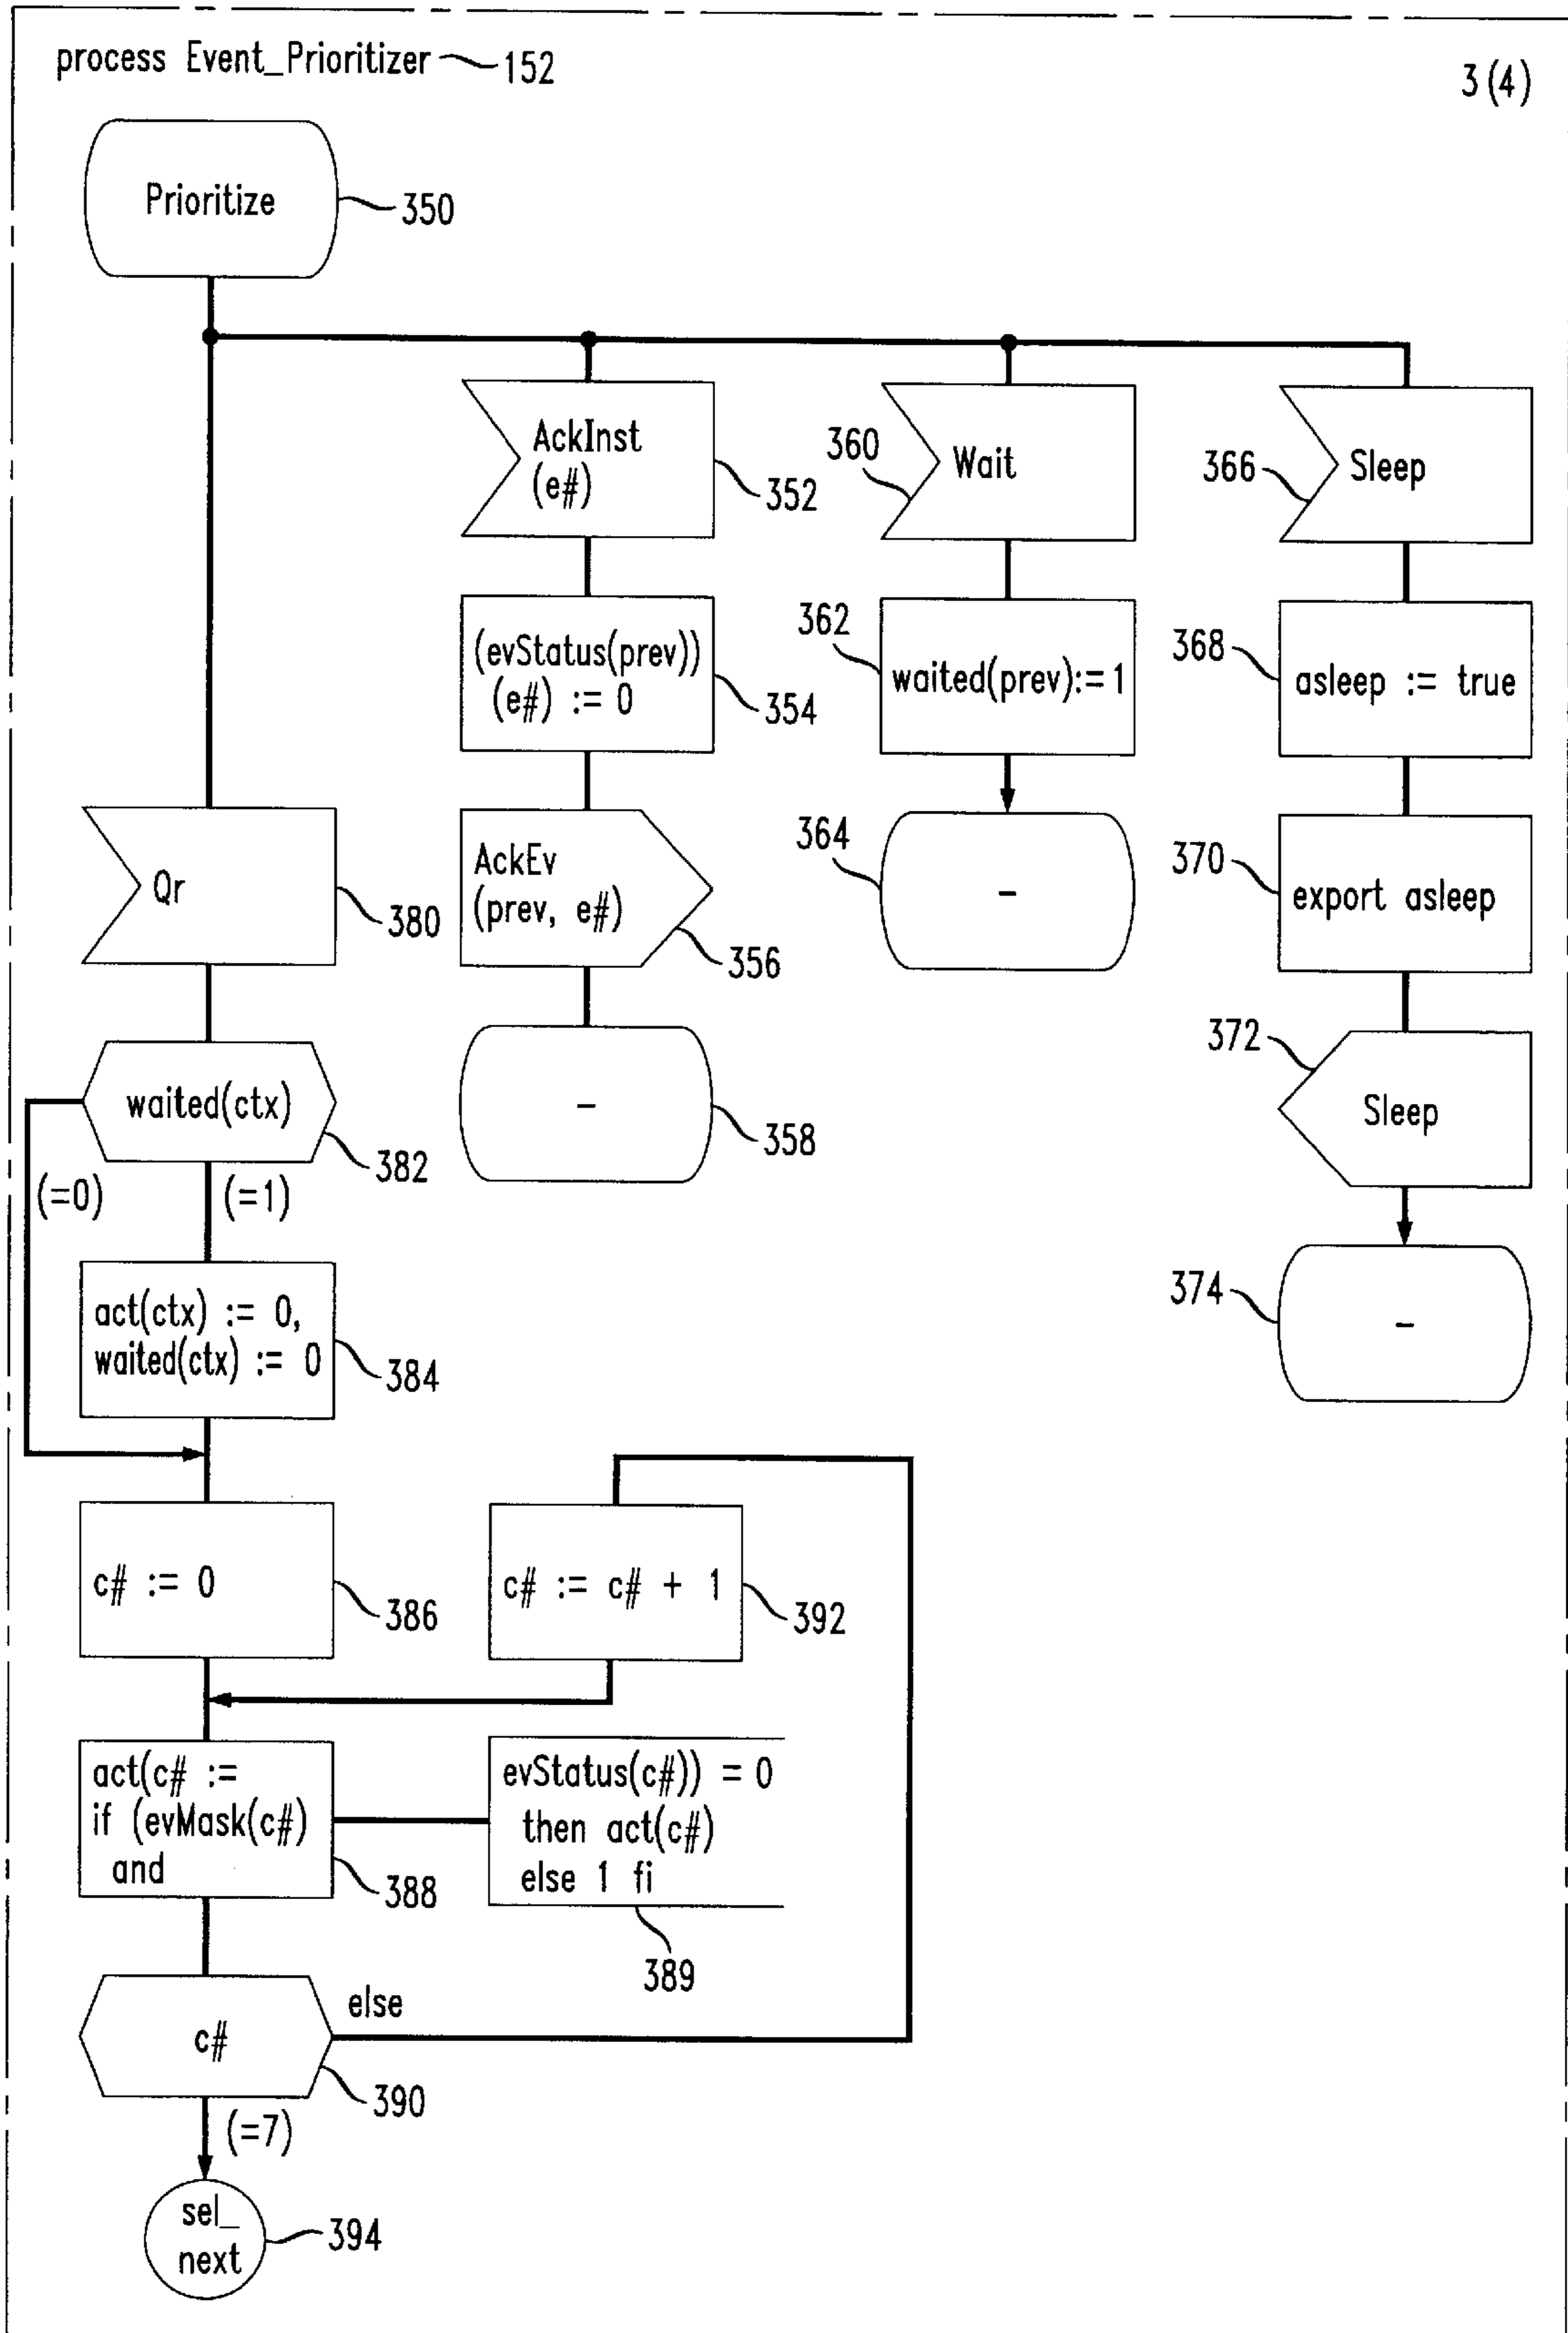 process Event_Prioritizer 152
3 (4)
Prioritize
350
AckInst
(e#)
352
360
Wait
366
Sleep
(evStatus(prev))
(e#) := 0
354
362
waited(prev):= 1
368
asleep := true
Qr
380
AckEv
(prev, e#)
356
364
-
370
export asleep
waited(ctx)
382
(=0)
(=1)
-
358
372
Sleep
act(ctx) := 0,
waited(ctx) := 0
384
374
-
c# := 0
386
c# := c# + 1
392
act(c# :=
if (evMask(c#)
and
388
evStatus(c#)) = 0
then act(c#)
else 1 fi
389
c#
else
390
(=7)
sel_
next
394